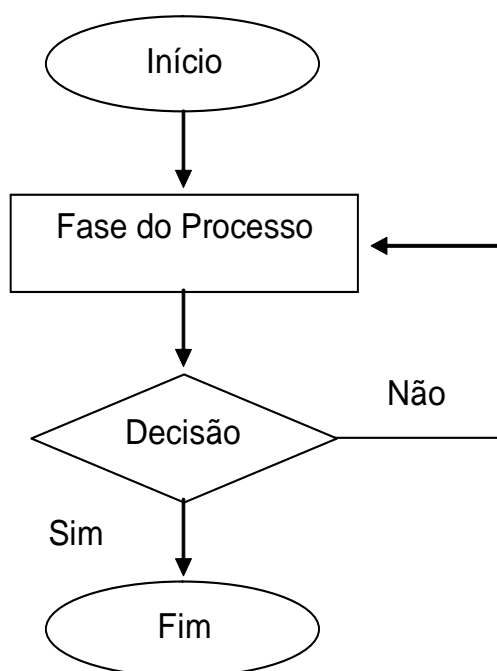 Início
Fase do Processo
Não
Decisão
Sim
Fim